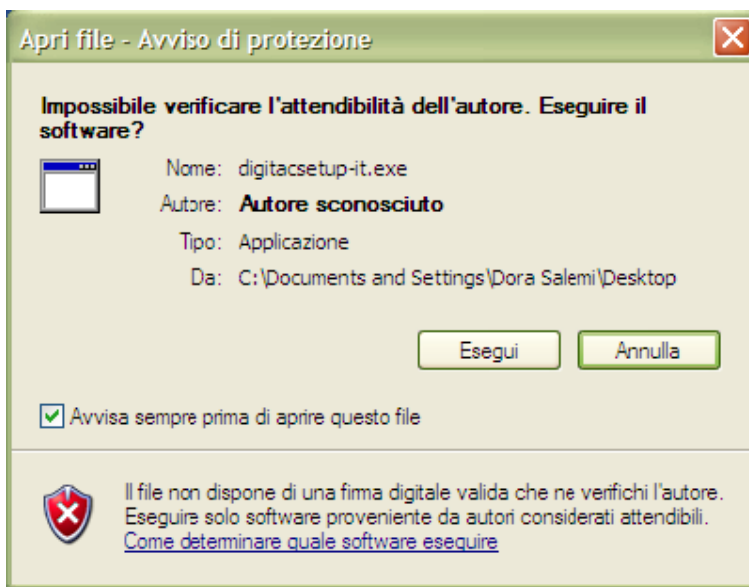 Apri file - Avviso di protezione
Impossibile verificare l'attendibilità dell'autore. Eseguire il
software?
Nome: digitacsetup-it.exe
Autore: Autore sconosciuto
Tipo: Applicazione
Da: C:\Documents and Settings\Dora Salemi\Desktop
Esegui Annulla
Avvisa sempre prima di aprire questo file
Il file non dispone di una firma digitale valida che ne verifichi l'autore.
Eseguire solo software proveniente da autori considerati attendibili.
Come determinare quale software eseguire